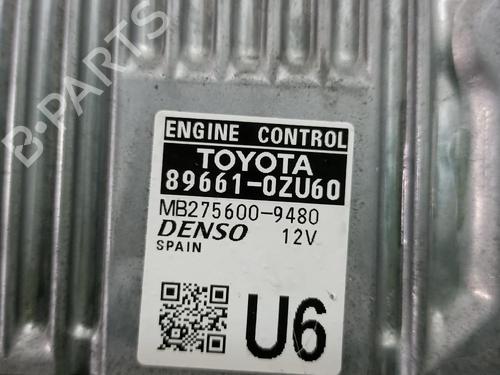 B-PARTS
ENGINE CONTROL
TOYOTA
89661-0ZU60
MB275600-9480
DENSO 12V
SPAIN
U6